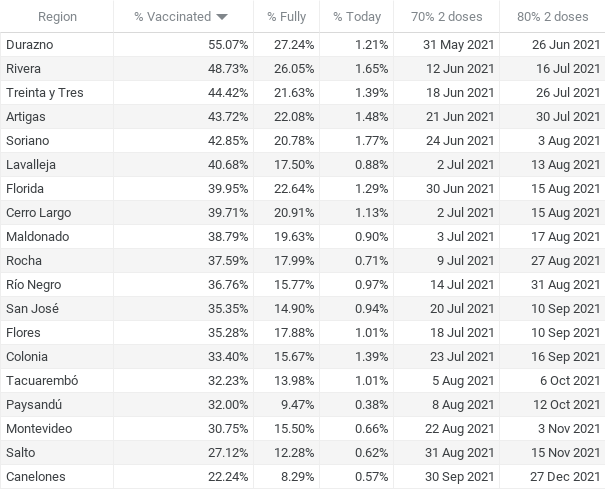 Region % Vaccinated % Fully % Today 70% 2 doses 80% 2 doses
Durazno 55.07% 27.24% 1.21% 31 May 2021 26 Jun 2021
Rivera 48.73% 26.05% 1.65% 12 Jun 2021 16 Jul 2021
Treinta y Tres 44.42% 21.63% 1.39% 18 Jun 2021 26 Jul 2021
Artigas 43.72% 22.08% 1.48% 21 Jun 2021 30 Jul 2021
Soriano 42.85% 20.78% 1.77% 24 Jun 2021 3 Aug 2021
Lavalleja 40.68% 17.50% 0.88% 2 Jul 2021 13 Aug 2021
Florida 39.95% 22.64% 1.29% 30 Jun 2021 15 Aug 2021
Cerro Largo 39.71% 20.91% 1.13% 2 Jul 2021 15 Aug 2021
Maldonado 38.79% 19.63% 0.90% 3 Jul 2021 17 Aug 2021
Rocha 37.59% 17.99% 0.71% 9 Jul 2021 27 Aug 2021
Río Negro 36.76% 15.77% 0.97% 14 Jul 2021 31 Aug 2021
San José 35.35% 14.90% 0.94% 20 Jul 2021 10 Sep 2021
Flores 35.28% 17.88% 1.01% 18 Jul 2021 10 Sep 2021
Colonia 33.40% 15.67% 1.39% 23 Jul 2021 16 Sep 2021
Tacuarembó 32.23% 13.98% 1.01% 5 Aug 2021 6 Oct 2021
Paysandú 32.00% 9.47% 0.38% 8 Aug 2021 12 Oct 2021
Montevideo 30.75% 15.50% 0.66% 22 Aug 2021 3 Nov 2021
Salto 27.12% 12.28% 0.62% 31 Aug 2021 15 Nov 2021
Canelones 22.24% 8.29% 0.57% 30 Sep 2021 27 Dec 2021